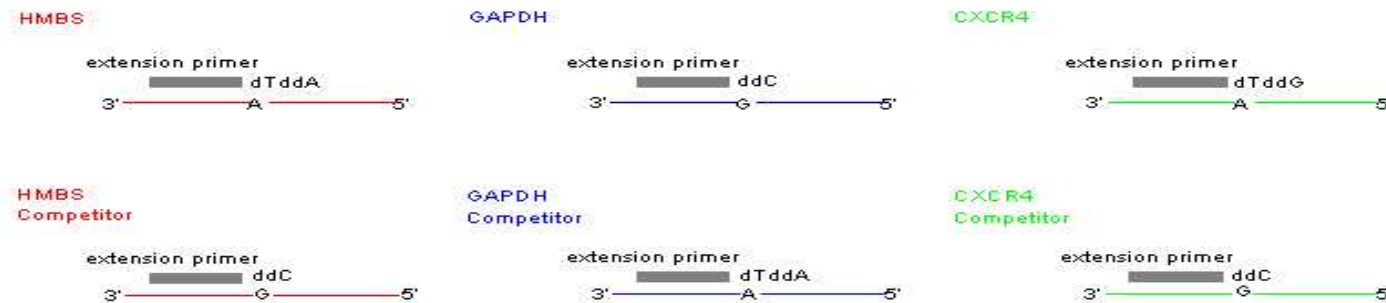 HMBS
extension primer
dTddA
3' A 5'
GAPDH
extension primer
ddC
3' G 5'
CXCR4
extension primer
dTddG
3' A 5
HMBS
Competitor
extension primer
ddC
3' G 5'
GAPDH
Competitor
extension primer
dTddA
3' A 5'
CXCR4
Competitor
extension primer
ddC
3' G 5